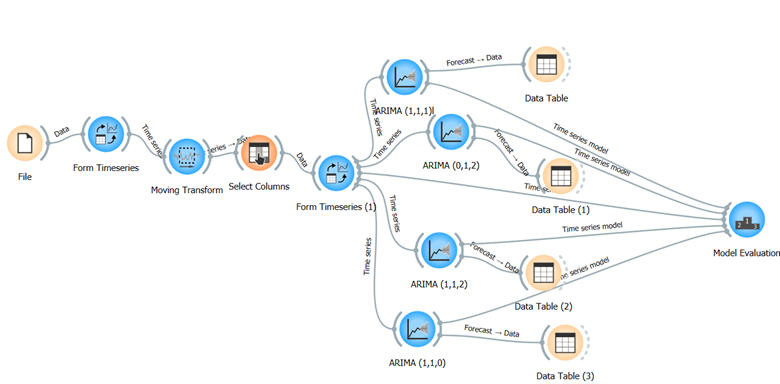 Forecast → Data
Data Table
ARIMA (1,1,1)
Data
Time series
series → Data
Data
Time series
Time series
Time series model
Time series model
File
Form Timeseries
Moving Transform
Select Columns
Form Timeseries (1)
ARIMA (0,1,2)
Forecast → Data
Data Table (1)
Time series
Time series model
Model Evaluation
ARIMA (1,1,2)
Forecast → Data
Data Table (2)
Time series
series model
ARIMA (1,1,0)
Forecast → Data
Data Table (3)